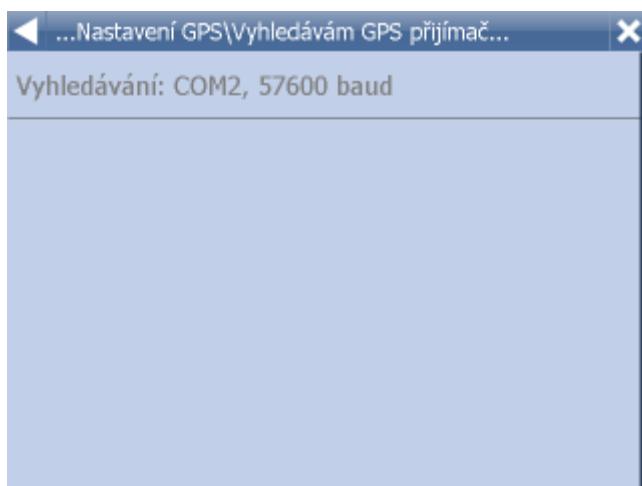 ...Nastavení GPS\Vyhledávám GPS přijímač...
Vyhledávání: COM2, 57600 baud